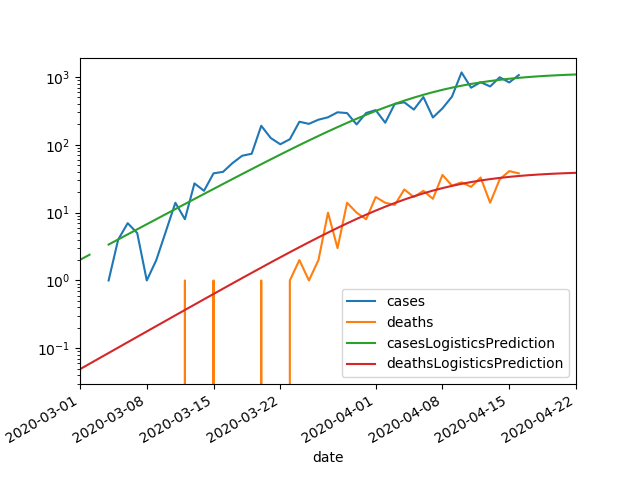 10³
10²
10¹
10⁰
10⁻¹
cases
deaths
casesLogisticsPrediction
deathsLogisticsPrediction
2020-03-01
2020-03-08
2020-03-15
2020-03-22
2020-04-01
2020-04-08
2020-04-15
2020-04-22
date